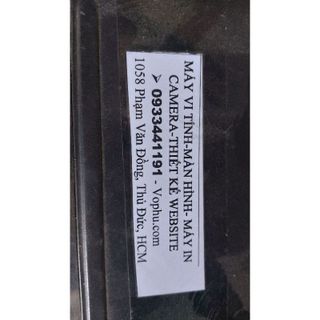 MÁY VI TÍNH-MÀN HÌNH- MÁY IN
CAMERA-THIẾT KẾ WEBSITE
➢ 0933441191 - Vophu.com
1058 Phạm Văn Đồng, Thủ Đức, HCM